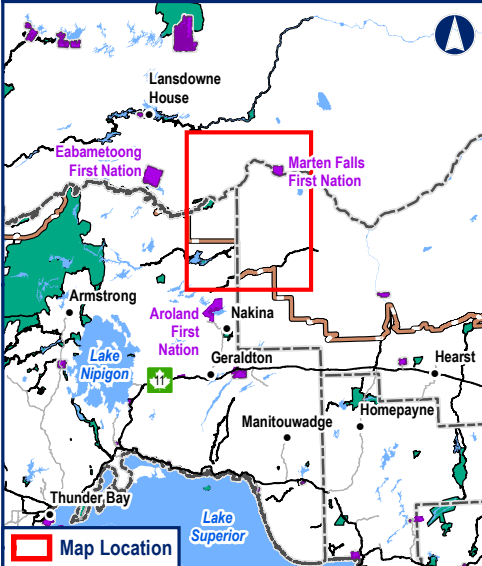 Lansdowne
House
Eabametoong
First Nation
Marten Falls
First Nation
Armstrong
Aroland
First
Nation
Nakina
Lake
Nipigon
Geraldton
11
Hearst
Manitouwadge
Homepayne
Thunder Bay
Lake
Superior
Map Location